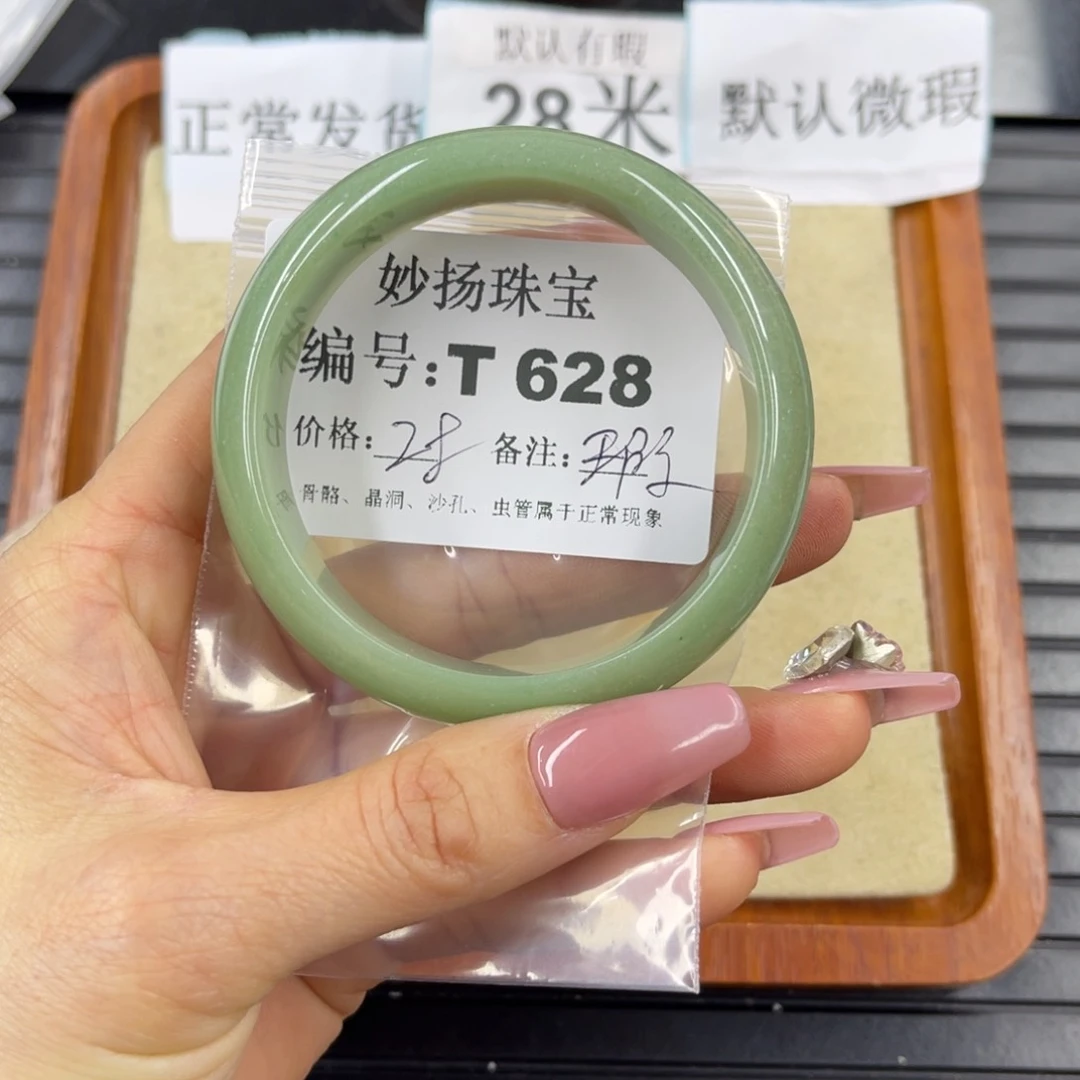 正常发货
默认有瑕
28米
默认微瑕
妙扬珠宝
编号:T 628
价格:28 备注:
骨骼、晶洞、沙孔、虫管属于正常现象